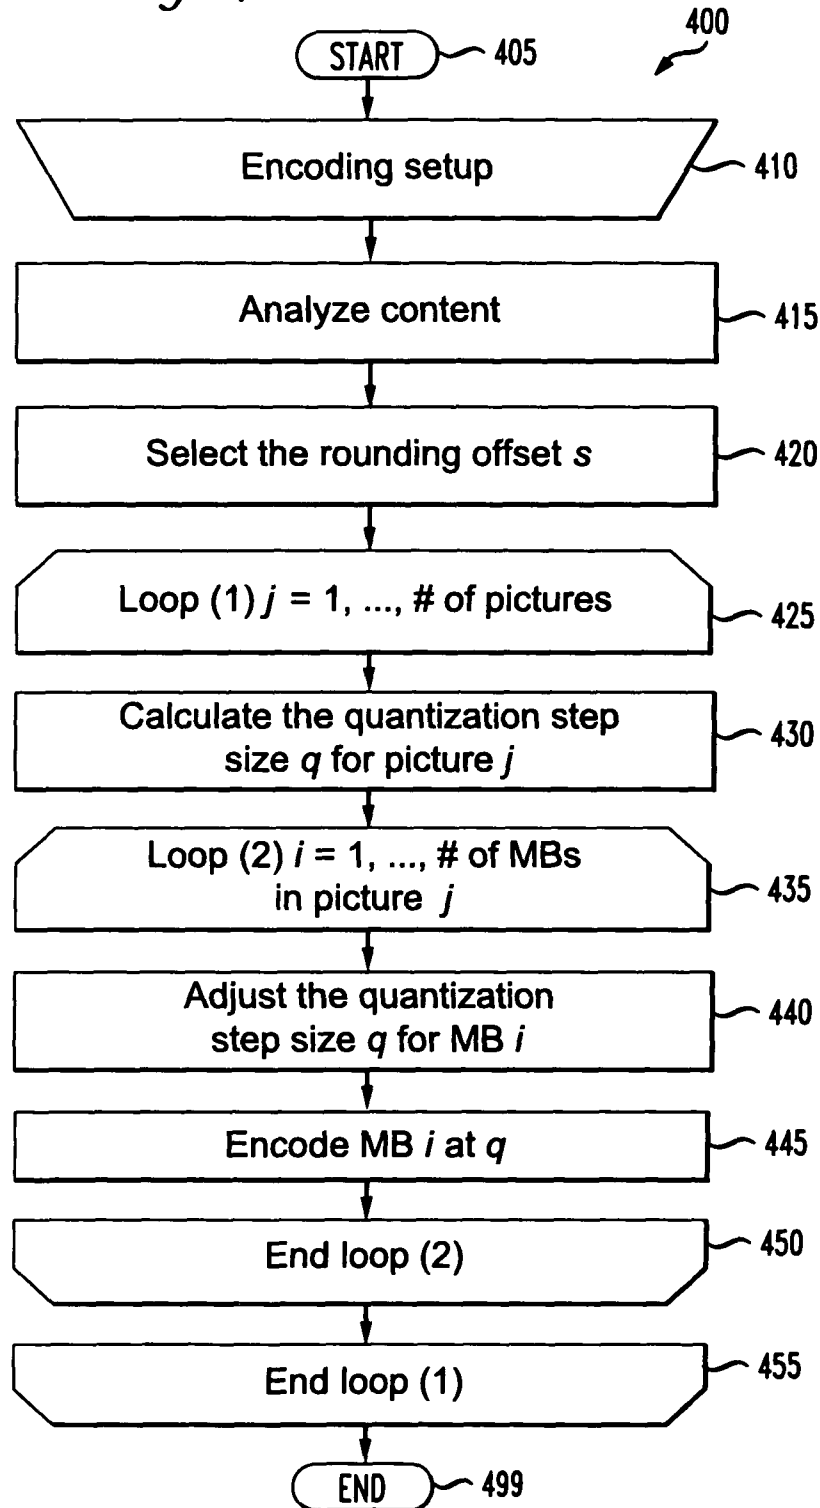 400
START 405
Encoding setup 410
Analyze content 415
Select the rounding offset s 420
Loop (1) j = 1, ..., # of pictures 425
Calculate the quantization step
size q for picture j 430
Loop (2) i = 1, ..., # of MBs
in picture j 435
Adjust the quantization
step size q for MB i 440
Encode MB i at q 445
End loop (2) 450
End loop (1) 455
END 499